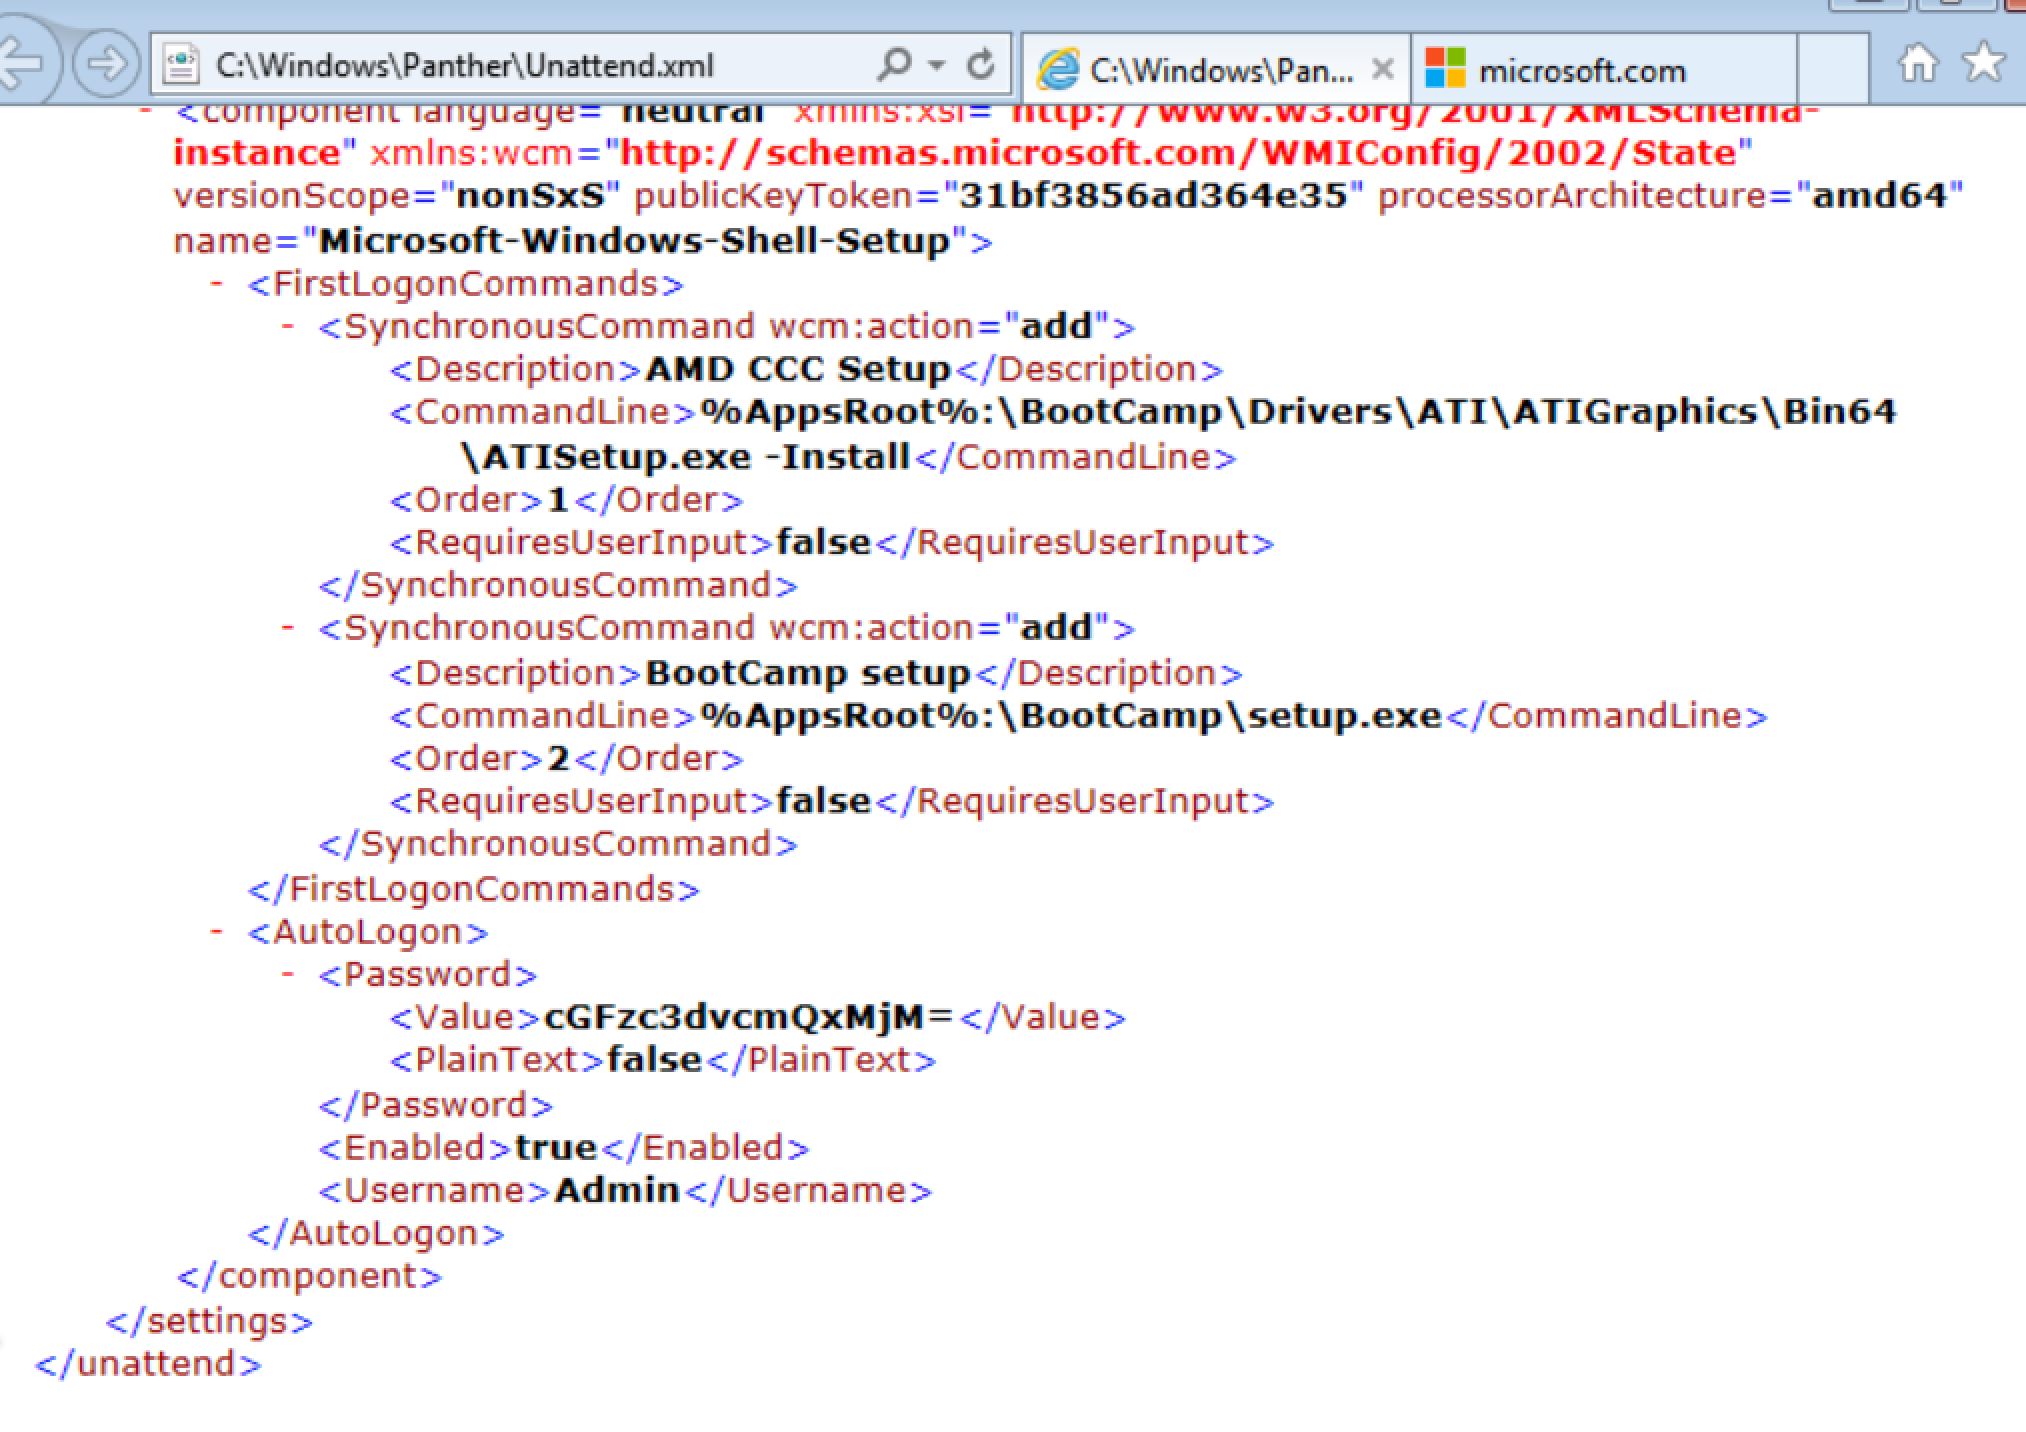 C:\Windows\Panther\Unattend.xml
C:\Windows\Pan...
microsoft.com
- <component language="neutral" xmlns:xsi="http://www.w3.org/2001/XMLSchema-
instance" xmlns:wcm="http://schemas.microsoft.com/WMIConfig/2002/State"
versionScope="nonSxS" publicKeyToken="31bf3856ad364e35" processorArchitecture="amd64"
name="Microsoft-Windows-Shell-Setup">
- <FirstLogonCommands>
- <SynchronousCommand wcm:action="add">
<Description>AMD CCC Setup</Description>
<CommandLine>%AppsRoot%:\BootCamp\Drivers\ATI\ATIGraphics\Bin64
\ATISetup.exe -Install</CommandLine>
<Order>1</Order>
<RequiresUserInput>false</RequiresUserInput>
</SynchronousCommand>
- <SynchronousCommand wcm:action="add">
<Description>BootCamp setup</Description>
<CommandLine>%AppsRoot%:\BootCamp\setup.exe</CommandLine>
<Order>2</Order>
<RequiresUserInput>false</RequiresUserInput>
</SynchronousCommand>
</FirstLogonCommands>
- <AutoLogon>
- <Password>
<Value>cGFzc3dvcmQxMjM=</Value>
<PlainText>false</PlainText>
</Password>
<Enabled>true</Enabled>
<Username>Admin</Username>
</AutoLogon>
</component>
</settings>
</unattend>